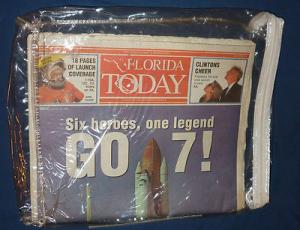 18 PAGES
OF LAUNCH
COVERAGE
FLORIDA
TODAY
CLINTONS
CHEER
Six heroes, one legend
GO 7!